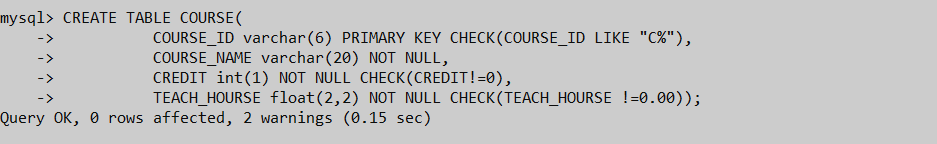 mysql> CREATE TABLE COURSE(
    ->         COURSE_ID varchar(6) PRIMARY KEY CHECK(COURSE_ID LIKE "C%"),
    ->         COURSE_NAME varchar(20) NOT NULL,
    ->         CREDIT int(1) NOT NULL CHECK(CREDIT!=0),
    ->         TEACH_HOURSE float(2,2) NOT NULL CHECK(TEACH_HOURSE !=0.00));
Query OK, 0 rows affected, 2 warnings (0.15 sec)